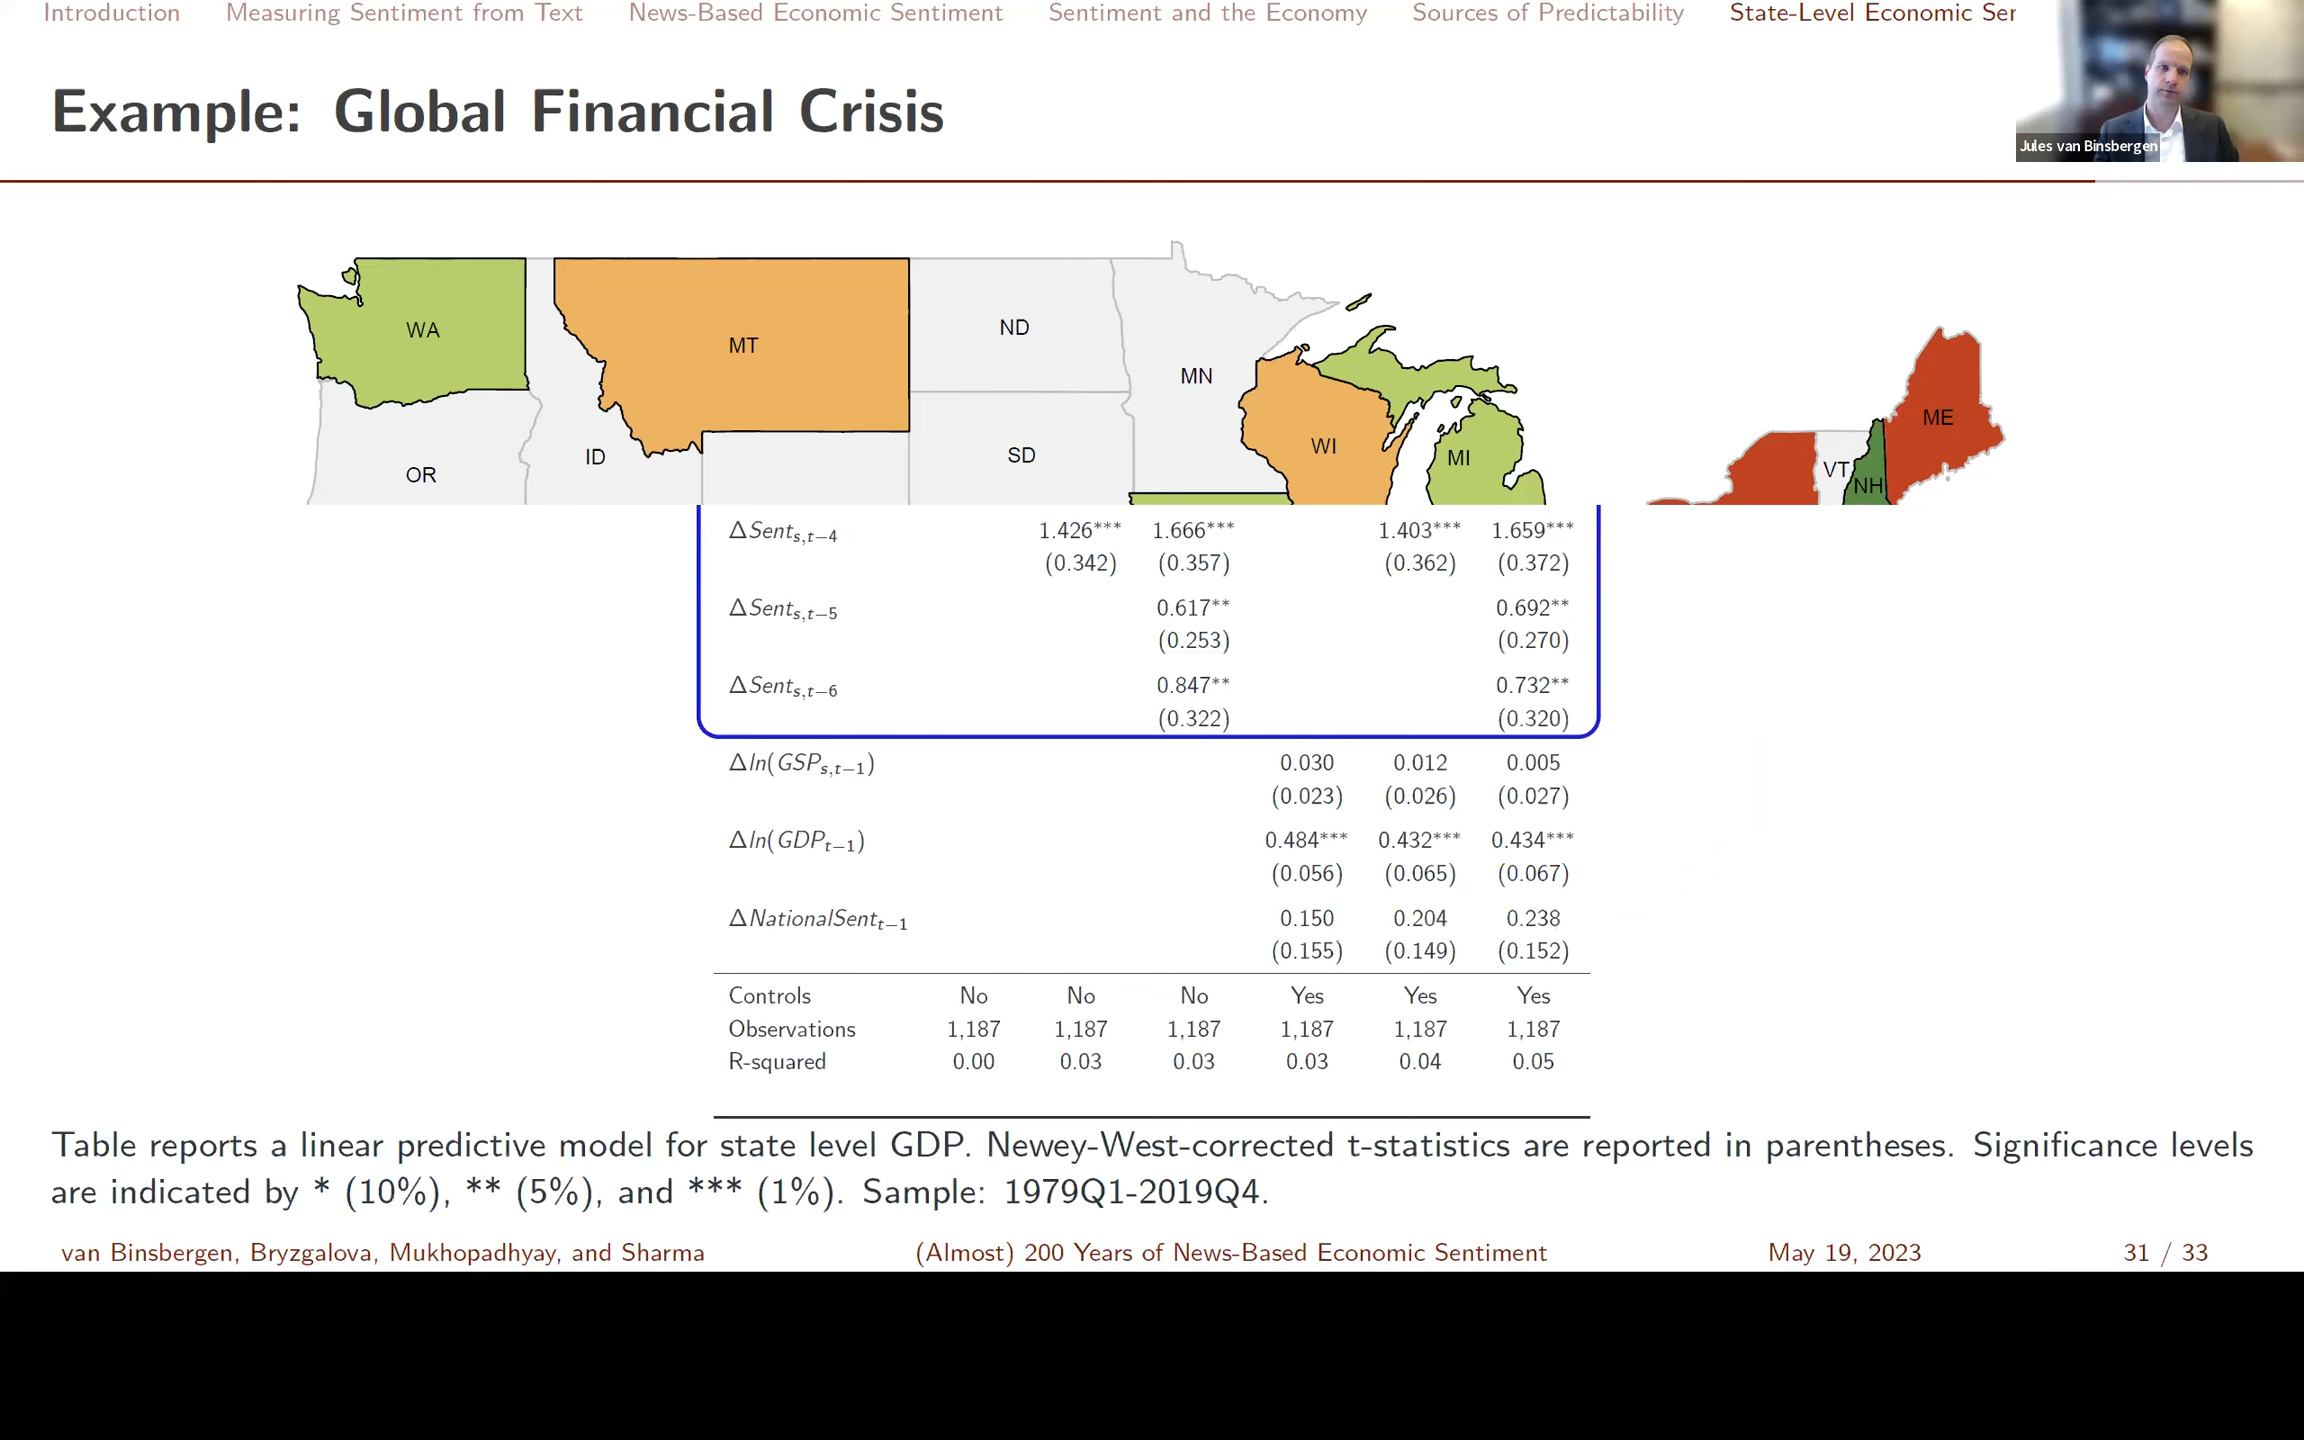 Introduction Measuring Sentiment from Text News-Based Economic Sentiment Sentiment and the Economy Sources of Predictability State-Level Economic Ser
Example: Global Financial Crisis
Jules van Binsbergen
WA MT ND MN ME
OR ID SD WI MI VT NH
ΔSent_{s,t−4} 1.426*** 1.666*** 1.403*** 1.659***
(0.342) (0.357) (0.362) (0.372)
ΔSent_{s,t−5} 0.617** 0.692**
(0.253) (0.270)
ΔSent_{s,t−6} 0.847** 0.732**
(0.322) (0.320)
Δln(GSP_{s,t−1}) 0.030 0.012 0.005
(0.023) (0.026) (0.027)
Δln(GDP_{t−1}) 0.484*** 0.432*** 0.434***
(0.056) (0.065) (0.067)
ΔNationalSent_{t−1} 0.150 0.204 0.238
(0.155) (0.149) (0.152)
Controls No No No Yes Yes Yes
Observations 1,187 1,187 1,187 1,187 1,187 1,187
R-squared 0.00 0.03 0.03 0.03 0.04 0.05
Table reports a linear predictive model for state level GDP. Newey-West-corrected t-statistics are reported in parentheses. Significance levels
are indicated by * (10%), ** (5%), and *** (1%). Sample: 1979Q1-2019Q4.
van Binsbergen, Bryzgalova, Mukhopadhyay, and Sharma (Almost) 200 Years of News-Based Economic Sentiment May 19, 2023 31 / 33